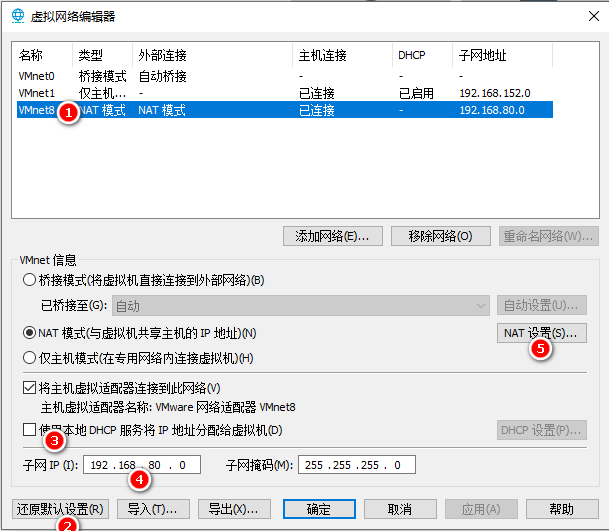 虚拟网络编辑器
名称 类型 外部连接 主机连接 DHCP 子网地址
VMnet0 桥接模式 自动桥接 - - -
VMnet1 仅主机... - 已连接 已启用 192.168.152.0
VMnet8 1 NAT 模式 NAT 模式 已连接 - 192.168.80.0
添加网络(E)... 移除网络(O) 重命名网络(W)...
VMnet 信息
桥接模式(将虚拟机直接连接到外部网络)(B)
已桥接至(G): 自动 自动设置(U)...
NAT 模式(与虚拟机共享主机的 IP 地址)(N) NAT 设置(S)...
5
仅主机模式(在专用网络内连接虚拟机)(H)
将主机虚拟适配器连接到此网络(V)
主机虚拟适配器名称: VMware 网络适配器 VMnet8
使用本地 DHCP 服务将 IP 地址分配给虚拟机(D) DHCP 设置(P)...
3
子网 IP (I): 192 . 168 . 80 . 0 子网掩码(M): 255 . 255 . 255 . 0
4
还原默认设置(R) 导入(T)... 导出(X)... 确定 取消 应用(A) 帮助
2